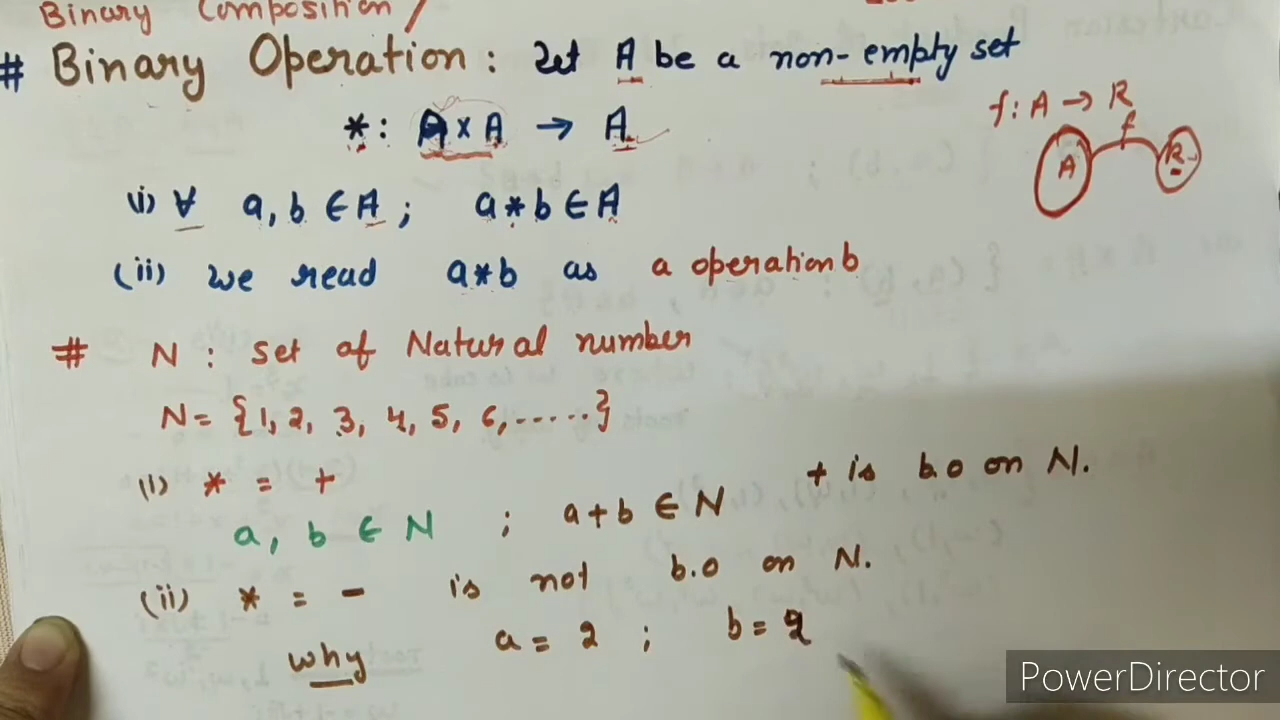 Binary Composition/
# Binary Operation: Let A be a non-empty set
*: A x A → A
f: A → R
f
A R
(i) ∀ a, b ∈ A ; a * b ∈ A
(ii) we read a*b as a operation b
# N : set of Natural number
N = {1, 2, 3, 4, 5, 6, .....}
(i) * = + + is b.o on N.
a, b ∈ N ; a+b ∈ N
(ii) * = - is not b.o on N.
why a = 2 ; b = 2
PowerDirector